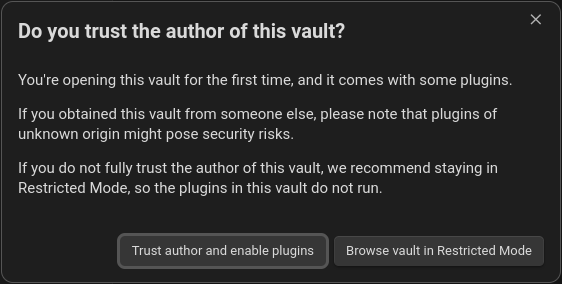 Do you trust the author of this vault?
You're opening this vault for the first time, and it comes with some plugins.
If you obtained this vault from someone else, please note that plugins of
unknown origin might pose security risks.
If you do not fully trust the author of this vault, we recommend staying in
Restricted Mode, so the plugins in this vault do not run.
Trust author and enable plugins
Browse vault in Restricted Mode